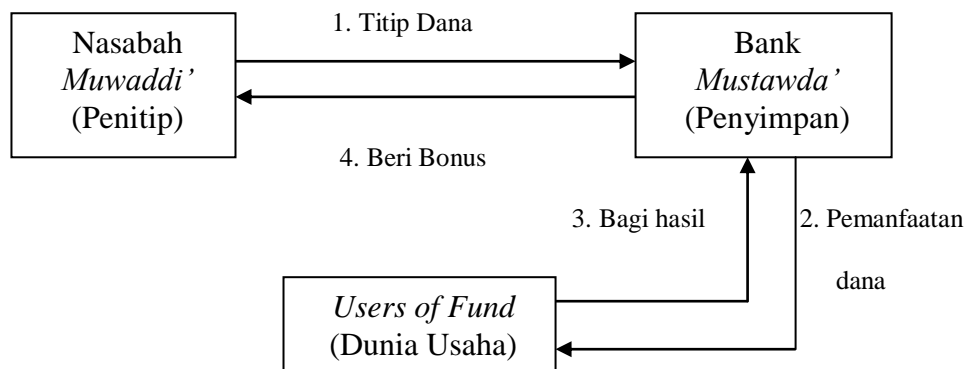 Nasabah
Muwaddi’
(Penitip)
1. Titip Dana
Bank
Mustawda’
(Penyimpan)
4. Beri Bonus
3. Bagi hasil
2. Pemanfaatan
dana
Users of Fund
(Dunia Usaha)